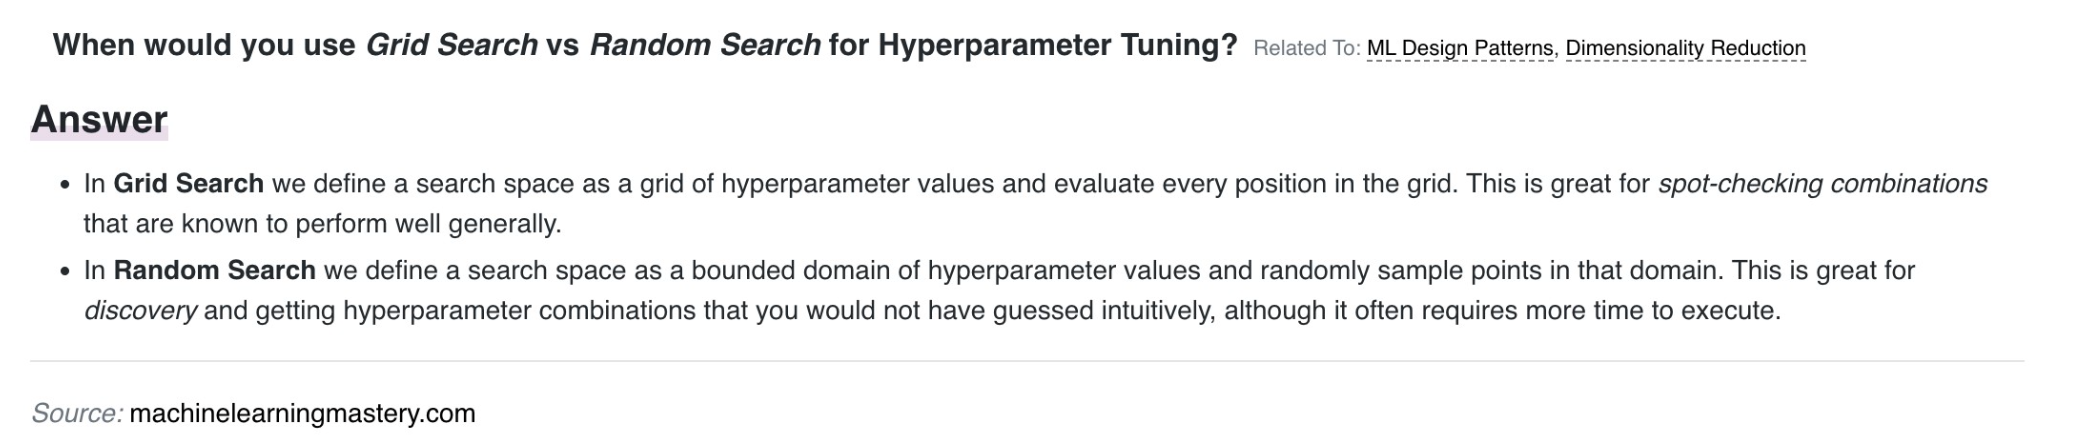 When would you use Grid Search vs Random Search for Hyperparameter Tuning? Related To: ML Design Patterns, Dimensionality Reduction
Answer
• In Grid Search we define a search space as a grid of hyperparameter values and evaluate every position in the grid. This is great for spot-checking combinations
that are known to perform well generally.
• In Random Search we define a search space as a bounded domain of hyperparameter values and randomly sample points in that domain. This is great for
discovery and getting hyperparameter combinations that you would not have guessed intuitively, although it often requires more time to execute.
Source: machinelearningmastery.com